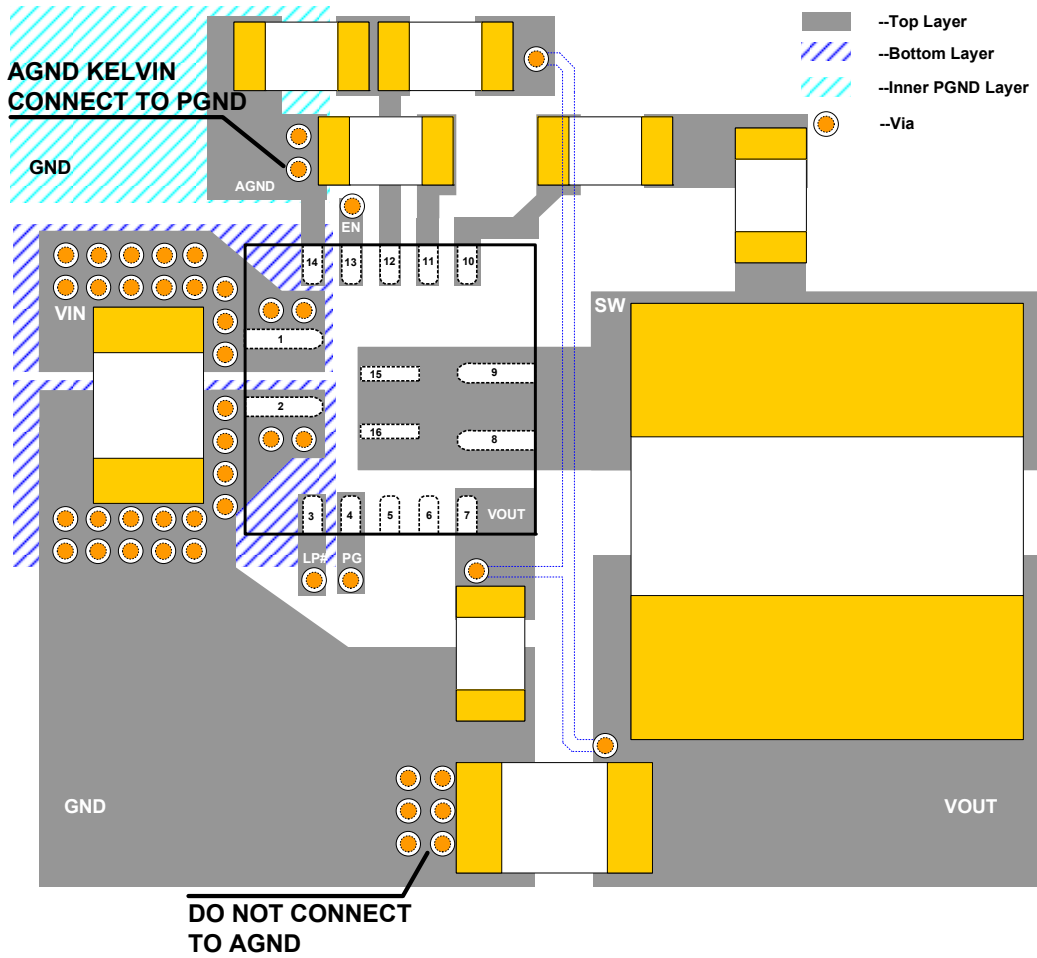 --Top Layer
--Bottom Layer
--Inner PGND Layer
--Via
AGND KELVIN
CONNECT TO PGND
GND
AGND
EN
14
13
12
11
10
VIN
SW
1
15
9
2
16
8
3
4
5
6
7
VOUT
LP#
PG
GND
VOUT
DO NOT CONNECT
TO AGND